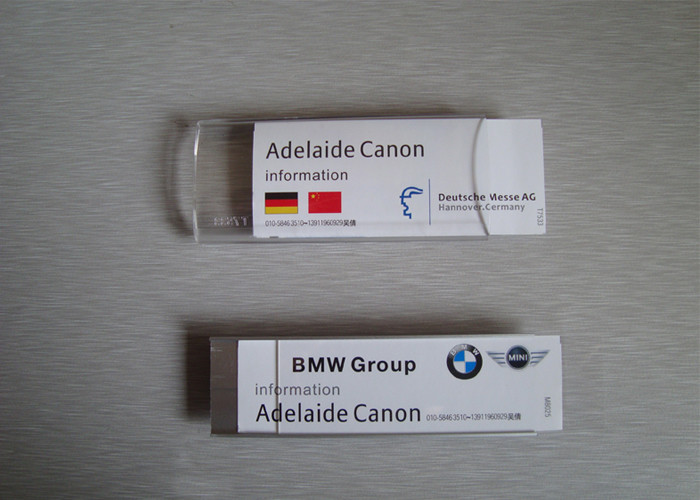 Adelaide Canon
information
Deutsche Messe AG
Hannover.Germany
010-5846 3510-13911960929吴倩
BMW Group
MINI
information
Adelaide Canon 010-5846 3510-13911960929吴倩
M8025